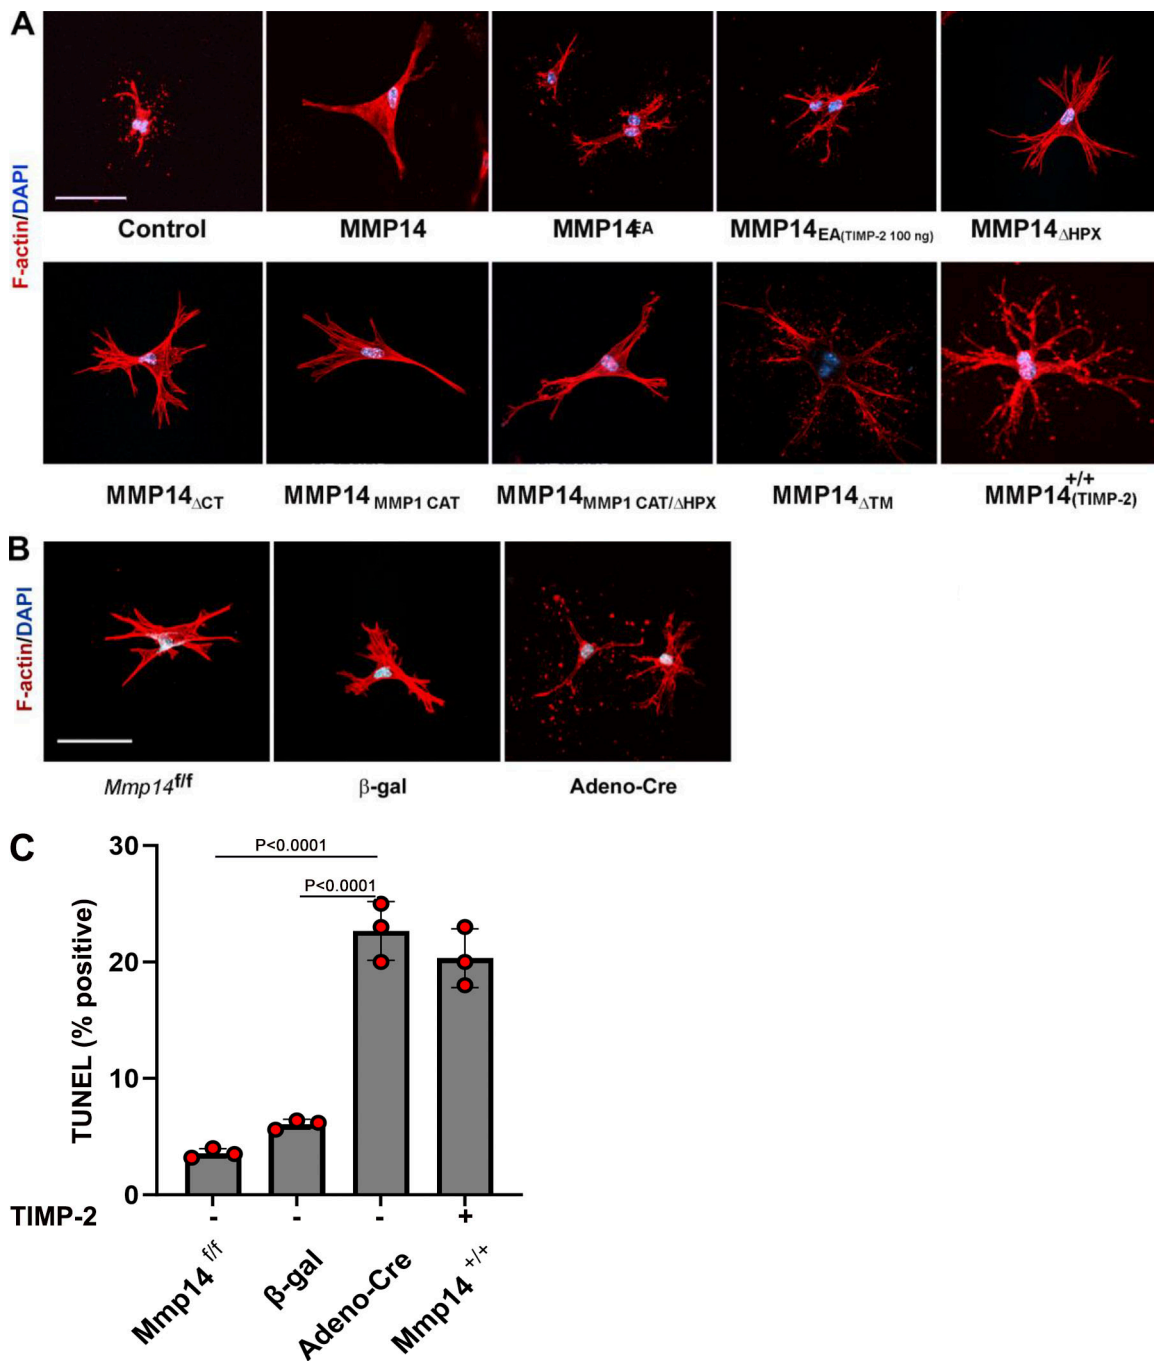 A
F-actin/DAPI
Control
MMP14
MMP14EA
MMP14EA(TIMP-2 100 ng)
MMP14ΔHPX
MMP14ΔCT
MMP14 MMP1 CAT
MMP14MMP1 CAT/ΔHPX
MMP14ΔTM
MMP14+/+(TIMP-2)
B
F-actin/DAPI
Mmp14f/f
β-gal
Adeno-Cre
C
TUNEL (% positive)
30
20
10
0
P<0.0001
P<0.0001
TIMP-2
- - - +
Mmp14 f/f
β-gal
Adeno-Cre
Mmp14 +/+